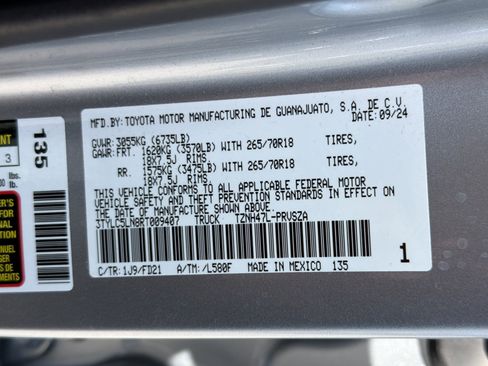 MFD.BY:TOYOTA MOTOR MANUFACTURING DE GUANAJUATO, S.A. DE C.V.
DATE: 09/24
GVWR:3055KG (6735LB)
GAWR:FRT. 1620KG (3570LB) WITH 265/70R18 TIRES,
18X7.5J RIMS
RR. 1575KG (3475LB) WITH 265/70R18 TIRES,
18X7.5J RIMS
THIS VEHICLE CONFORMS TO ALL APPLICABLE FEDERAL MOTOR
VEHICLE SAFETY AND THEFT PREVENTION STANDARDS IN EFFECT ON
THE DATE OF MANUFACTURE SHOWN ABOVE.
3TYLC5LN8RT009407 TRUCK TZNH47L-PRVSZA
C/TR: 1J9/FD21 A/TM: /L580F MADE IN MEXICO 135
1
135
3
lbs.
lb.